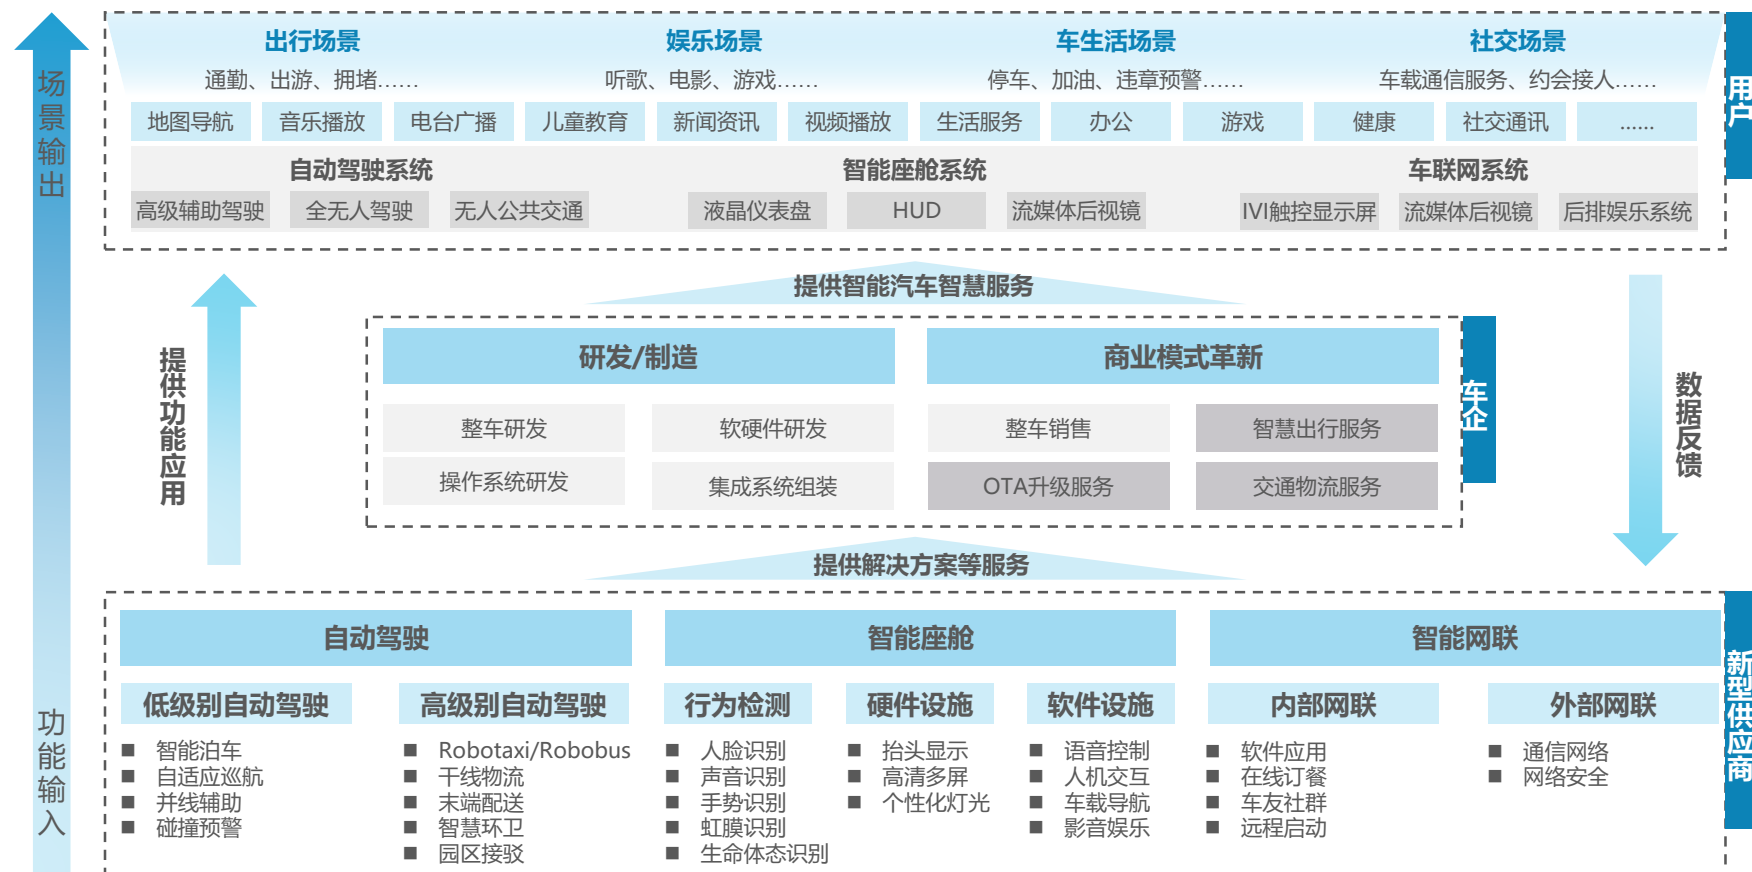 场景输出
功能输入
出行场景
娱乐场景
车生活场景
社交场景
通勤、出游、拥堵......
听歌、电影、游戏......
停车、加油、违章预警......
车载通信服务、约会接人......
地图导航
音乐播放
电台广播
儿童教育
新闻资讯
视频播放
生活服务
办公
游戏
健康
社交通讯
......
用户
自动驾驶系统
智能座舱系统
车联网系统
高级辅助驾驶
全无人驾驶
无人公共交通
液晶仪表盘
HUD
流媒体后视镜
IVI触控显示屏
流媒体后视镜
后排娱乐系统
提供智能汽车智慧服务
提供功能应用
数据反馈
研发/制造
商业模式革新
车企
整车研发
软硬件研发
整车销售
智慧出行服务
操作系统研发
集成系统组装
OTA升级服务
交通物流服务
提供解决方案等服务
自动驾驶
智能座舱
智能网联
新型供应商
低级别自动驾驶
■ 智能泊车
■ 自适应巡航
■ 并线辅助
■ 碰撞预警
高级别自动驾驶
■ Robotaxi/Robobus
■ 干线物流
■ 末端配送
■ 智慧环卫
■ 园区接驳
行为检测
■ 人脸识别
■ 声音识别
■ 手势识别
■ 虹膜识别
■ 生命体态识别
硬件设施
■ 抬头显示
■ 高清多屏
■ 个性化灯光
软件设施
■ 语音控制
■ 人机交互
■ 车载导航
■ 影音娱乐
内部网联
■ 软件应用
■ 在线订餐
■ 车友社群
■ 远程启动
外部网联
■ 通信网络
■ 网络安全